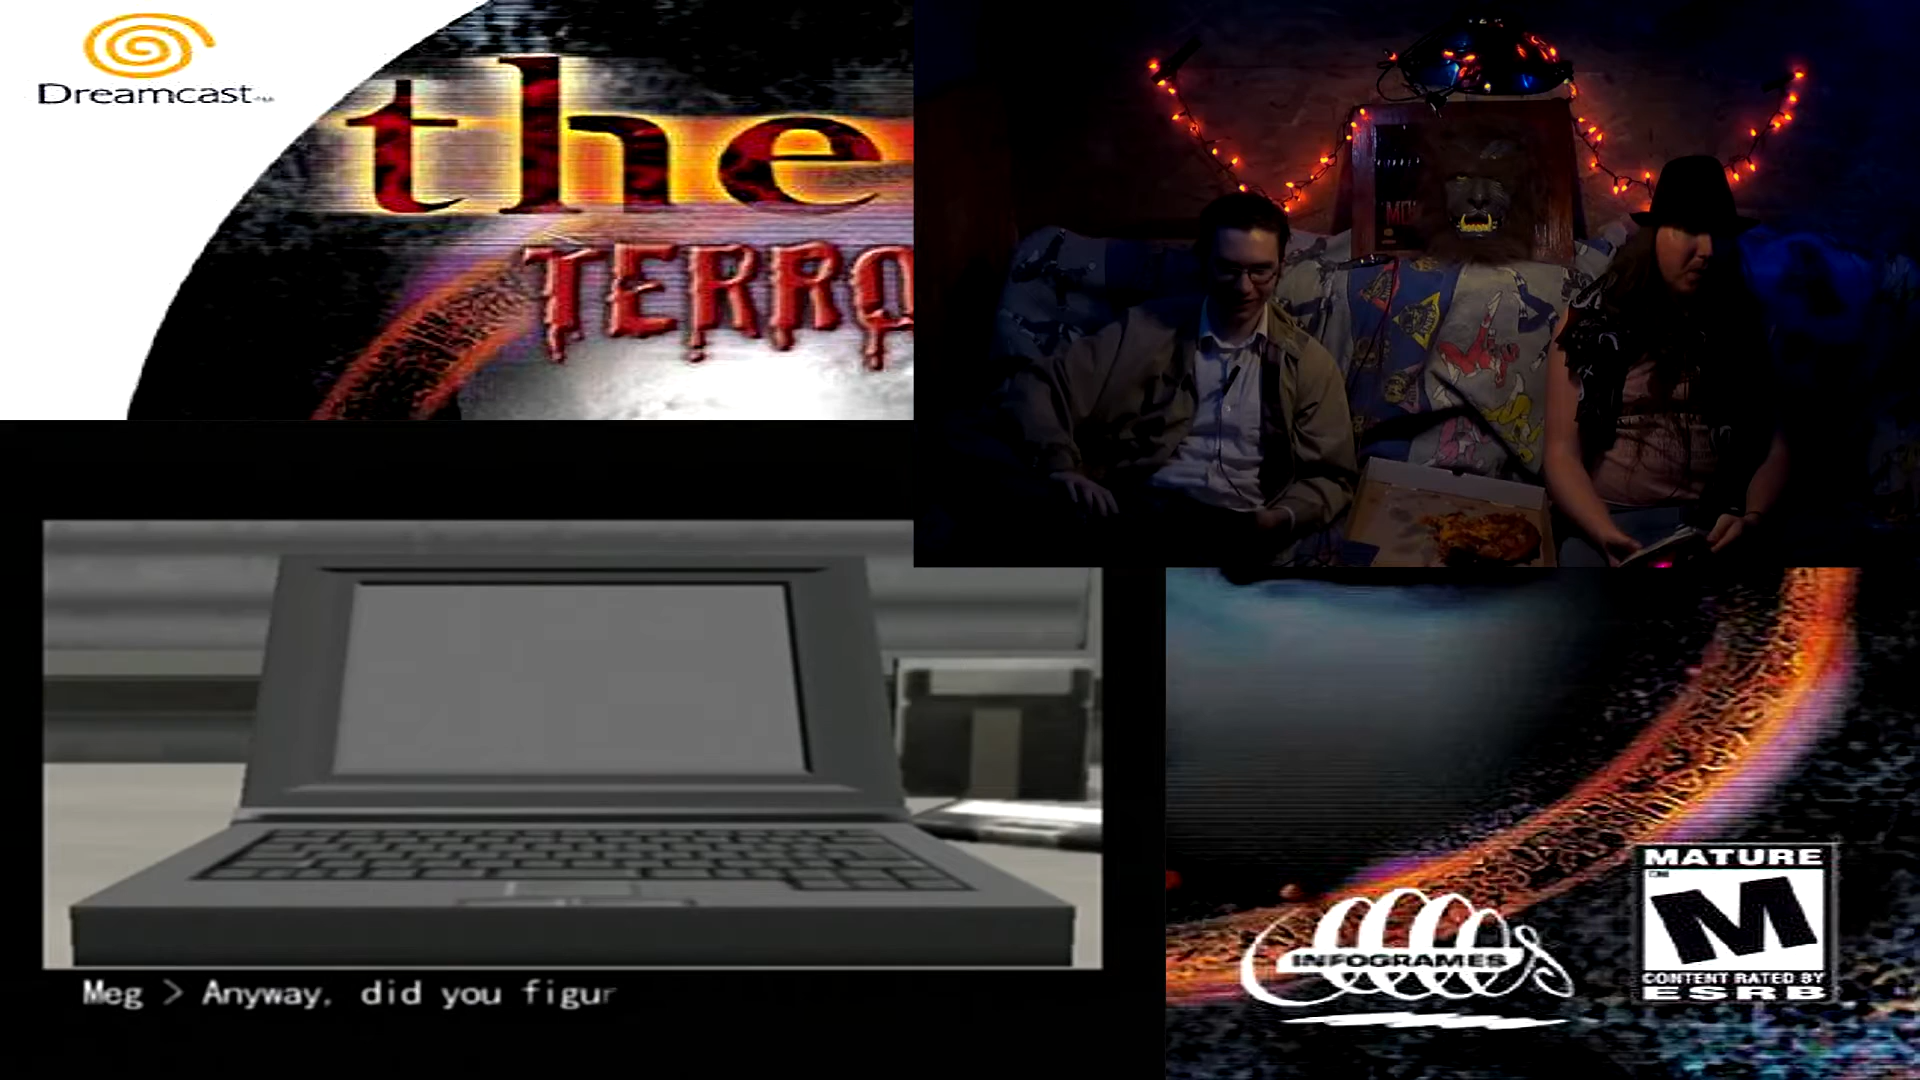 Dreamcast
the
TERRO
Meg > Anyway, did you figur
INFOGRAMES
MATURE
M
CONTENT RATED BY
ESRB